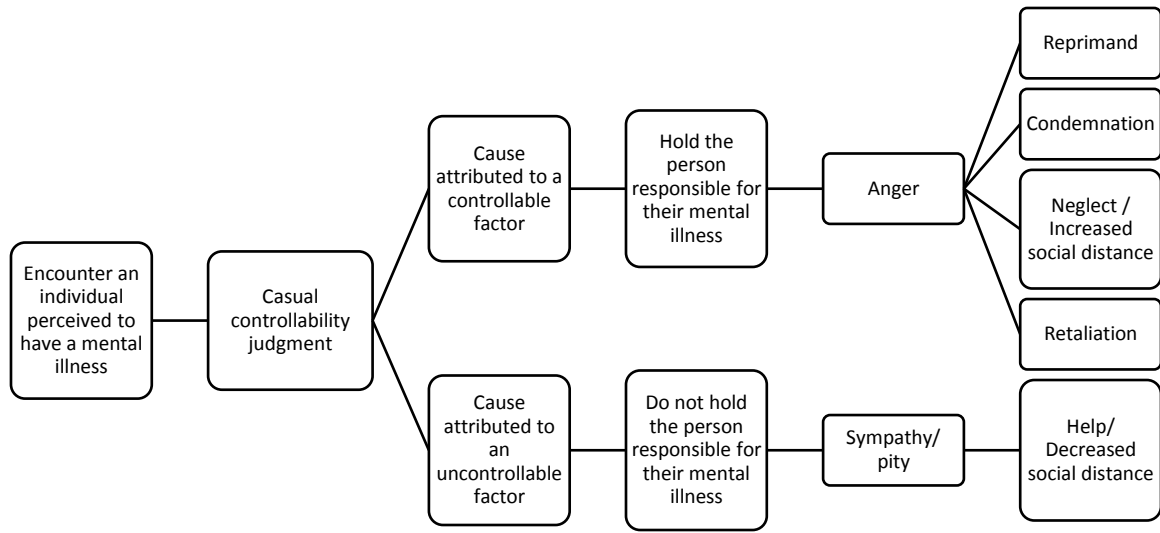 Encounter an
individual
perceived to
have a mental
illness
Casual
controllability
judgment
Cause
attributed to a
controllable
factor
Hold the
person
responsible for
their mental
illness
Anger
Reprimand
Condemnation
Neglect /
Increased
social distance
Retaliation
Cause
attributed to
an
uncontrollable
factor
Do not hold
the person
responsible for
their mental
illness
Sympathy/
pity
Help/
Decreased
social distance